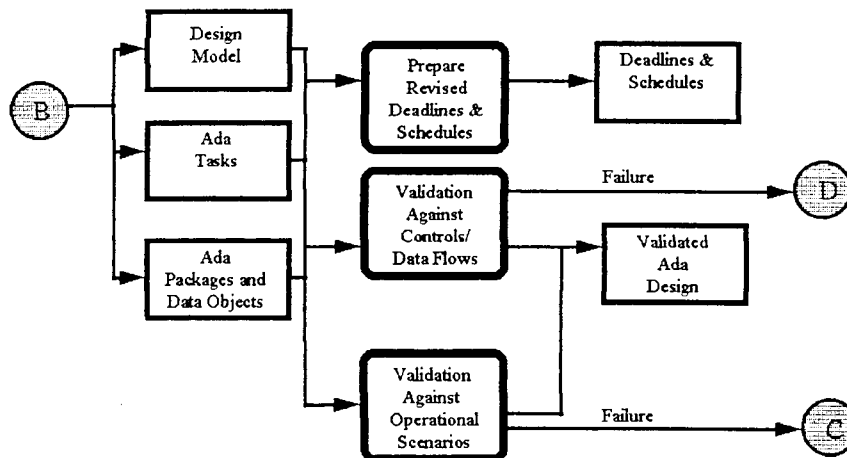 B
Design
Model
Ada
Tasks
Ada
Packages and
Data Objects
Prepare
Revised
Deadlines &
Schedules
Deadlines &
Schedules
Validation
Against
Controls/
Data Flows
Failure
D
Validated
Ada
Design
Validation
Against
Operational
Scenarios
Failure
C